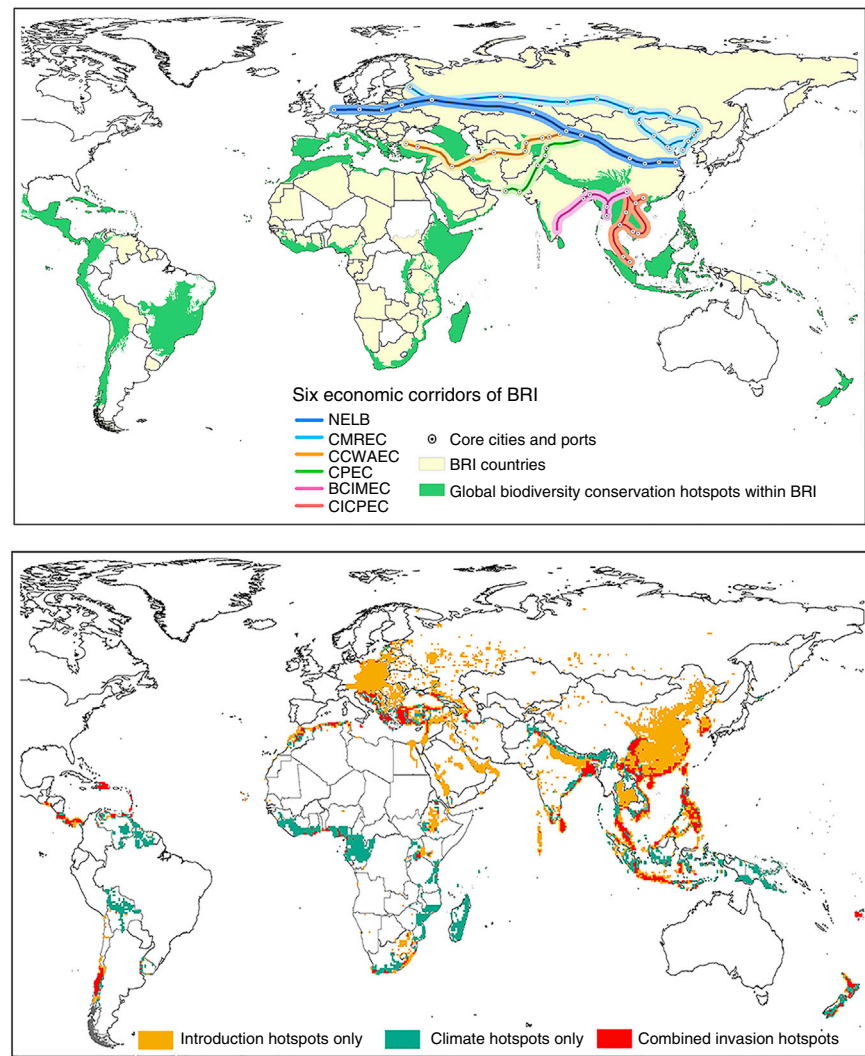 Six economic corridors of BRI
NELB
CMREC
CCWAEC
CPEC
BCIMEC
CICPEC
Core cities and ports
BRI countries
Global biodiversity conservation hotspots within BRI
Introduction hotspots only
Climate hotspots only
Combined invasion hotspots